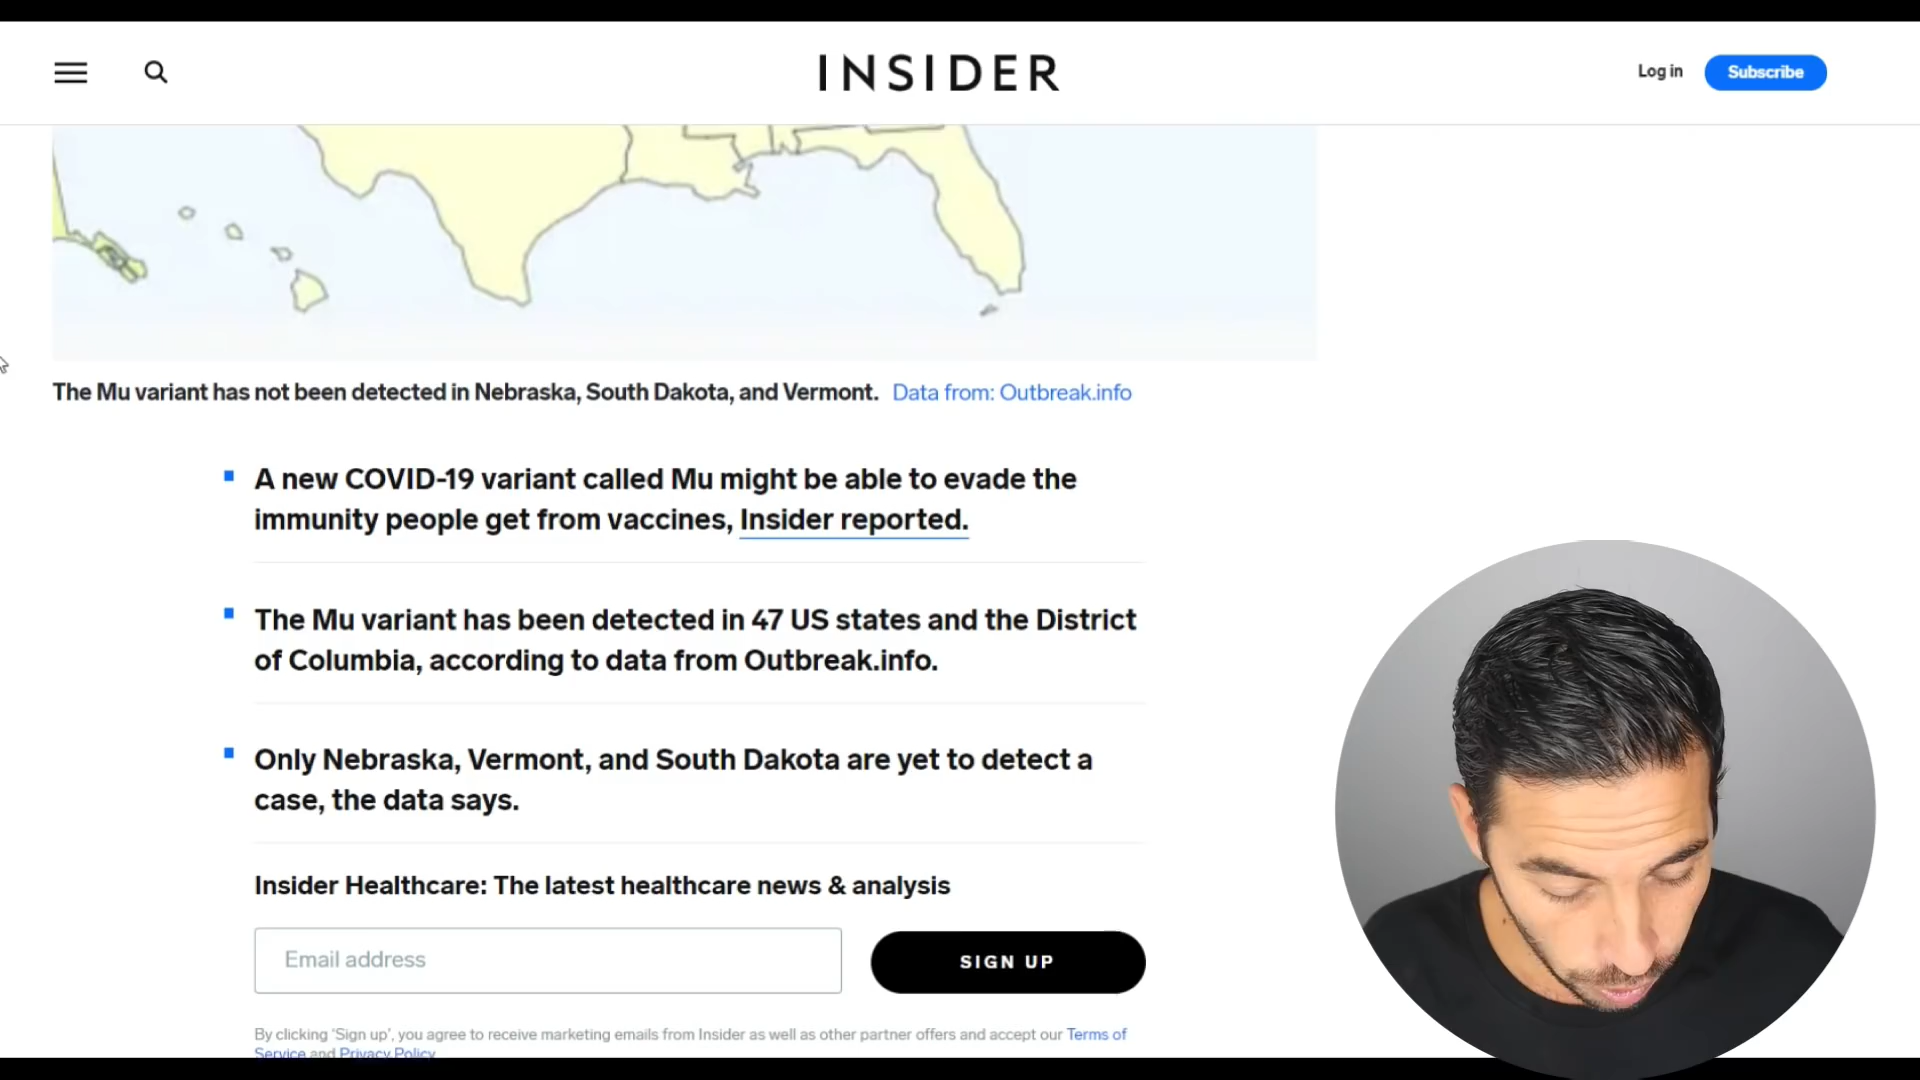 INSIDER
Log in
Subscribe
The Mu variant has not been detected in Nebraska, South Dakota, and Vermont. Data from: Outbreak.info
A new COVID-19 variant called Mu might be able to evade the
immunity people get from vaccines, Insider reported.
The Mu variant has been detected in 47 US states and the District
of Columbia, according to data from Outbreak.info.
Only Nebraska, Vermont, and South Dakota are yet to detect a
case, the data says.
Insider Healthcare: The latest healthcare news & analysis
Email address
SIGN UP
By clicking 'Sign up', you agree to receive marketing emails from Insider as well as other partner offers and accept our Terms of
Service and Privacy Policy